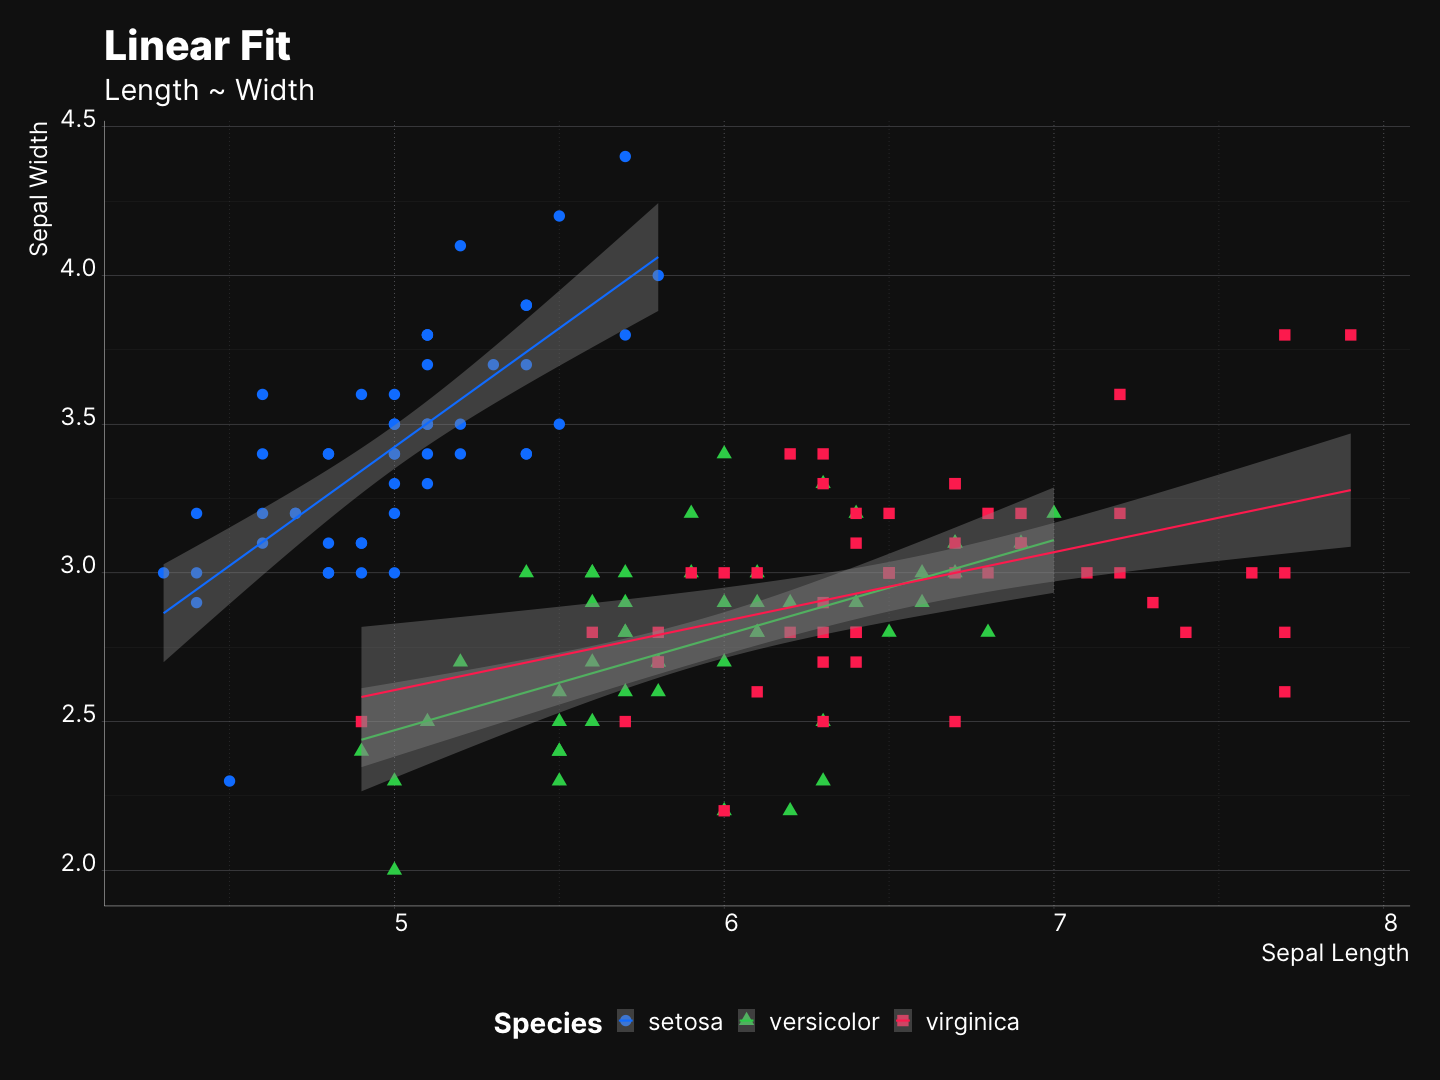 Linear Fit
Length ~ Width
Sepal Width
4.5
4.0
3.5
3.0
2.5
2.0
5 6 7 8
Sepal Length
Species setosa versicolor virginica